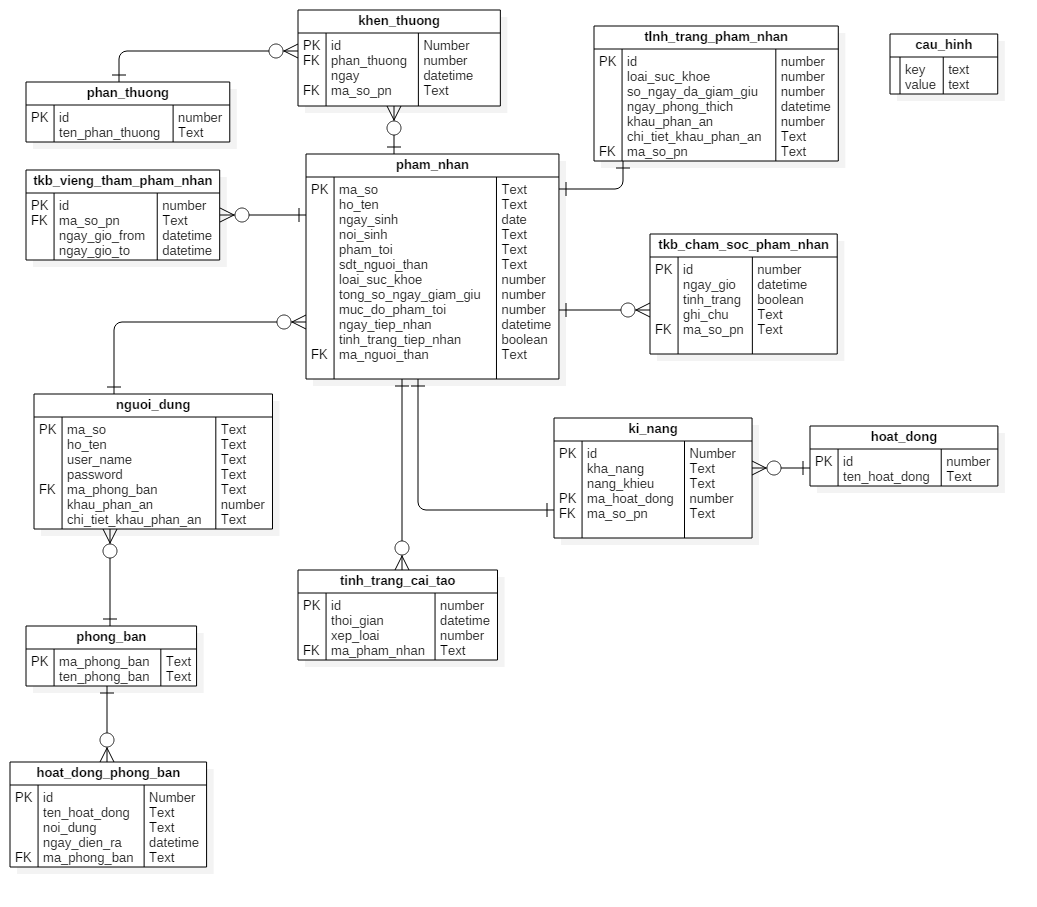 khen_thuong
PK id Number
FK phan_thuong number
ngay datetime
FK ma_so_pn Text
tInh_trang_pham_nhan
PK id number
loai_suc_khoe number
so_ngay_da_giam_giu number
ngay_phong_thich datetime
khau_phan_an number
chi_tiet_khau_phan_an Text
FK ma_so_pn Text
cau_hinh
key text
value text
phan_thuong
PK id number
ten_phan_thuong Text
pham_nhan
PK ma_so Text
ho_ten Text
ngay_sinh date
noi_sinh Text
pham_toi Text
sdt_nguoi_than Text
loai_suc_khoe number
tong_so_ngay_giam_giu number
muc_do_pham_toi number
ngay_tiep_nhan datetime
tinh_trang_tiep_nhan boolean
FK ma_nguoi_than Text
tkb_vieng_tham_pham_nhan
PK id number
FK ma_so_pn Text
ngay_gio_from datetime
ngay_gio_to datetime
tkb_cham_soc_pham_nhan
PK id number
ngay_gio datetime
tinh_trang boolean
ghi_chu Text
FK ma_so_pn Text
nguoi_dung
PK ma_so Text
ho_ten Text
user_name Text
password Text
FK ma_phong_ban Text
khau_phan_an number
chi_tiet_khau_phan_an Text
ki_nang
PK id Number
kha_nang Text
nang_khieu Text
PK ma_hoat_dong number
FK ma_so_pn Text
hoat_dong
PK id number
ten_hoat_dong Text
tinh_trang_cai_tao
PK id number
thoi_gian datetime
xep_loai number
FK ma_pham_nhan Text
phong_ban
PK ma_phong_ban Text
ten_phong_ban Text
hoat_dong_phong_ban
PK id Number
ten_hoat_dong Text
noi_dung Text
ngay_dien_ra datetime
FK ma_phong_ban Text